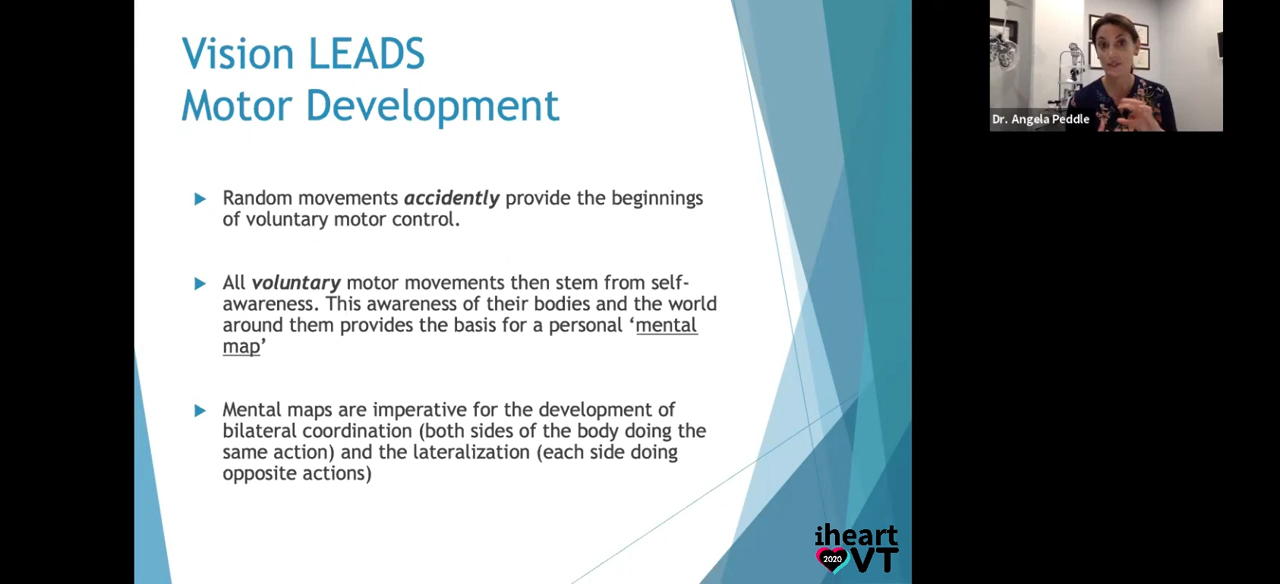 Vision LEADS
Motor Development
Random movements accidently provide the beginnings
of voluntary motor control.
All voluntary motor movements then stem from self-
awareness. This awareness of their bodies and the world
around them provides the basis for a personal ‘mental
map’
Mental maps are imperative for the development of
bilateral coordination (both sides of the body doing the
same action) and the lateralization (each side doing
opposite actions)
iheart
2020 VT
Dr. Angela Peddle